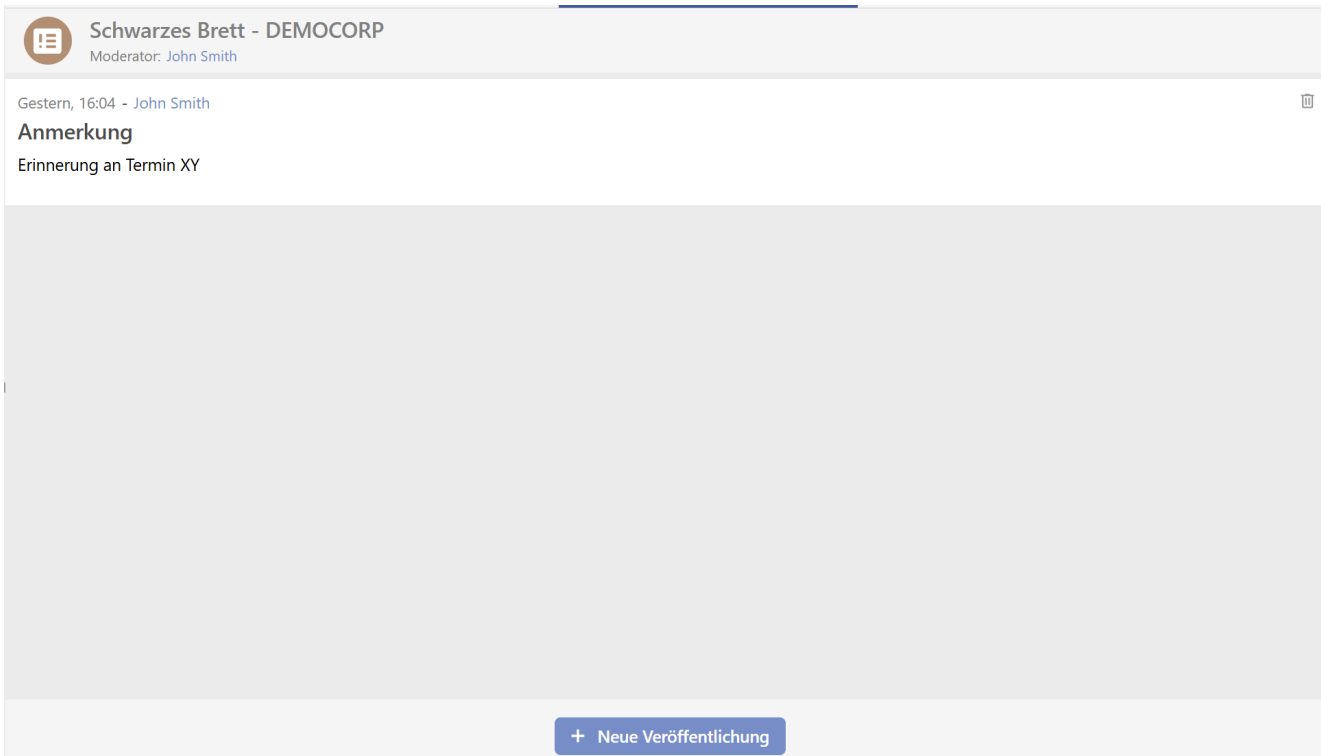 Schwarzes Brett - DEMOCORP
Moderator: John Smith
Gestern, 16:04 - John Smith
Anmerkung
Erinnerung an Termin XY
+ Neue Veröffentlichung